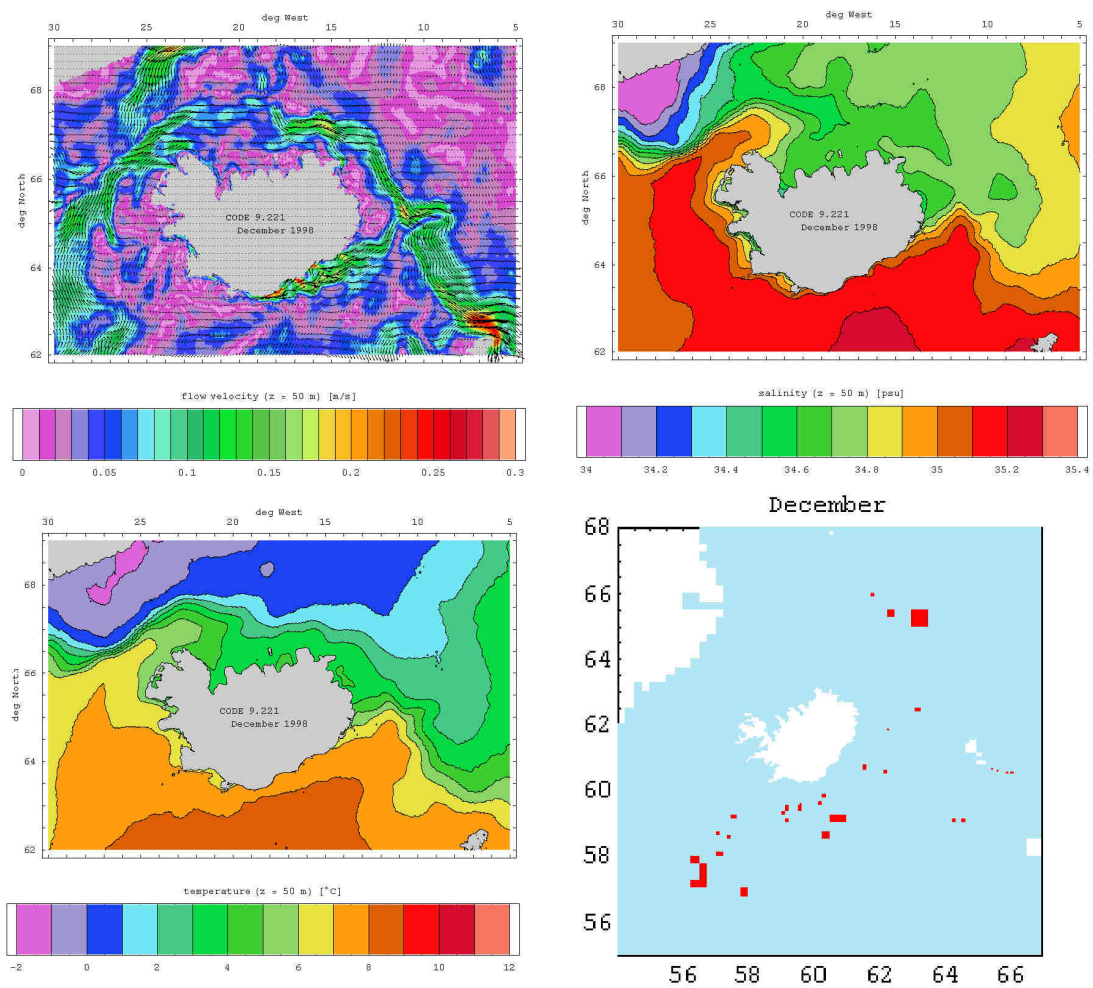 deg West
30 25 20 15 10 5
68
66
64
62
deg North
CODE 9.221
December 1998
flow velocity (z = 50 m) [m/s]
0 0.05 0.1 0.15 0.2 0.25 0.3
deg West
30 25 20 15 10 5
68
66
64
62
deg North
CODE 9.221
December 1998
salinity (z = 50 m) [psu]
34 34.2 34.4 34.6 34.8 35 35.2 35.4
deg West
30 25 20 15 10 5
68
66
64
62
deg North
CODE 9.221
December 1998
temperature (z = 50 m) [°C]
-2 0 2 4 6 8 10 12
December
68
66
64
62
60
58
56
56 58 60 62 64 66